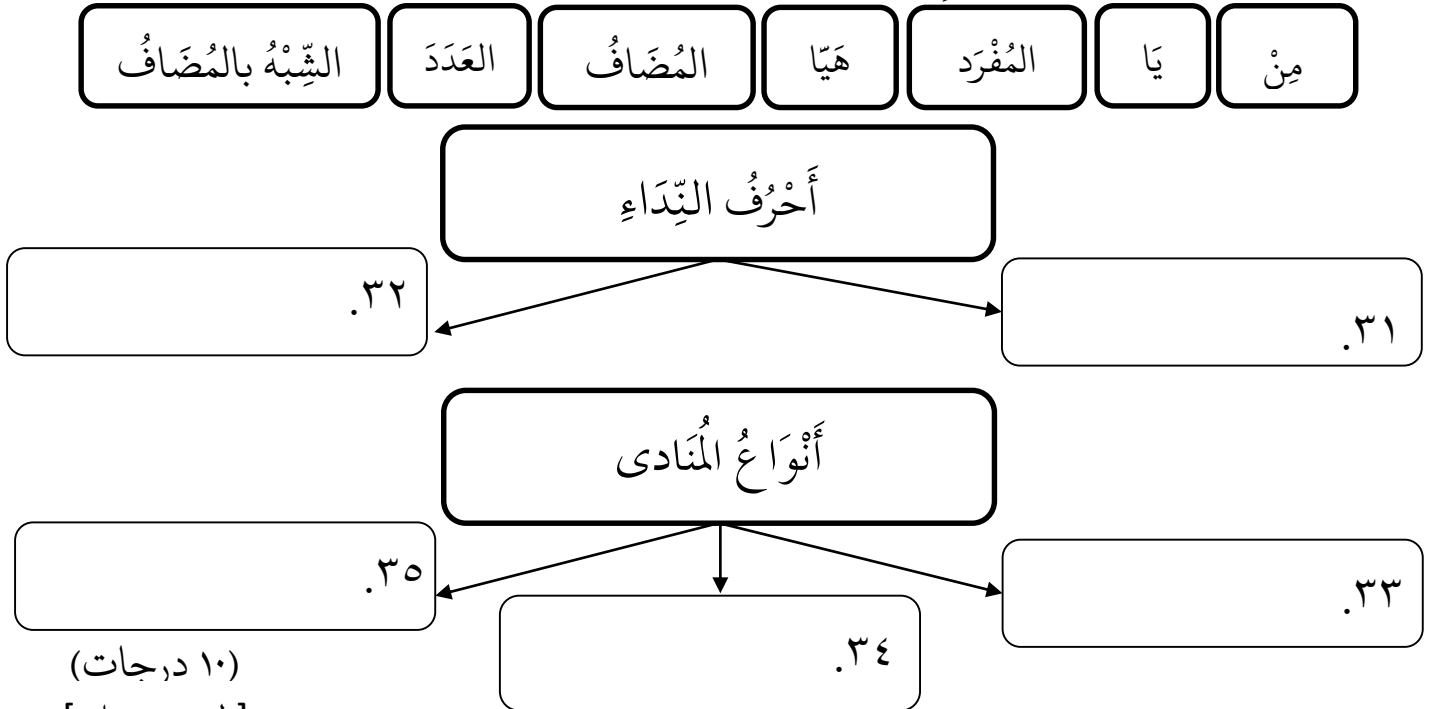 مِنْ يَا المُفْرَد هَيّا المُضَافُ العَدَدَ الشِّبْهُ بالمُضَافُ
أَحْرُفُ النِّدَاءِ
٣١.
٣٢.
أَنْوَاعُ المُنَادى
٣٣.
٣٤.
٣٥.
(١٠ درجات)